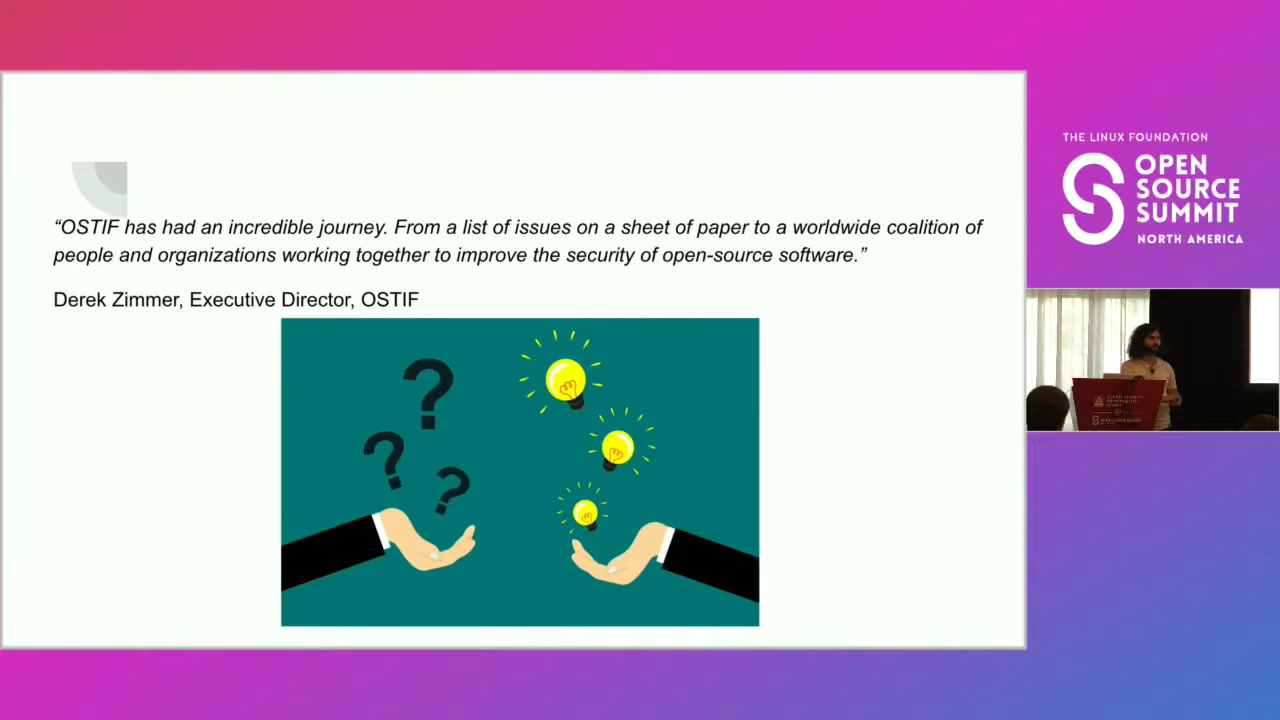 “OSTIF has had an incredible journey. From a list of issues on a sheet of paper to a worldwide coalition of
people and organizations working together to improve the security of open-source software.”
Derek Zimmer, Executive Director, OSTIF
?
?
?
THE LINUX FOUNDATION
OPEN
SOURCE
SUMMIT
NORTH AMERICA